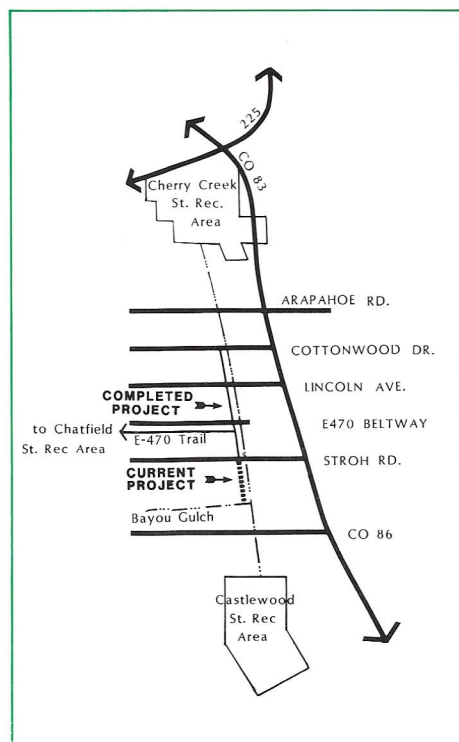 225
CO 83
Cherry Creek
St. Rec.
Area
ARAPAHOE RD.
COTTONWOOD DR.
LINCOLN AVE.
COMPLETED
PROJECT
E470 BELTWAY
to Chatfield
St. Rec Area
E-470 Trail
STROH RD.
CURRENT
PROJECT
Bayou Gulch
CO 86
Castlewood
St. Rec
Area